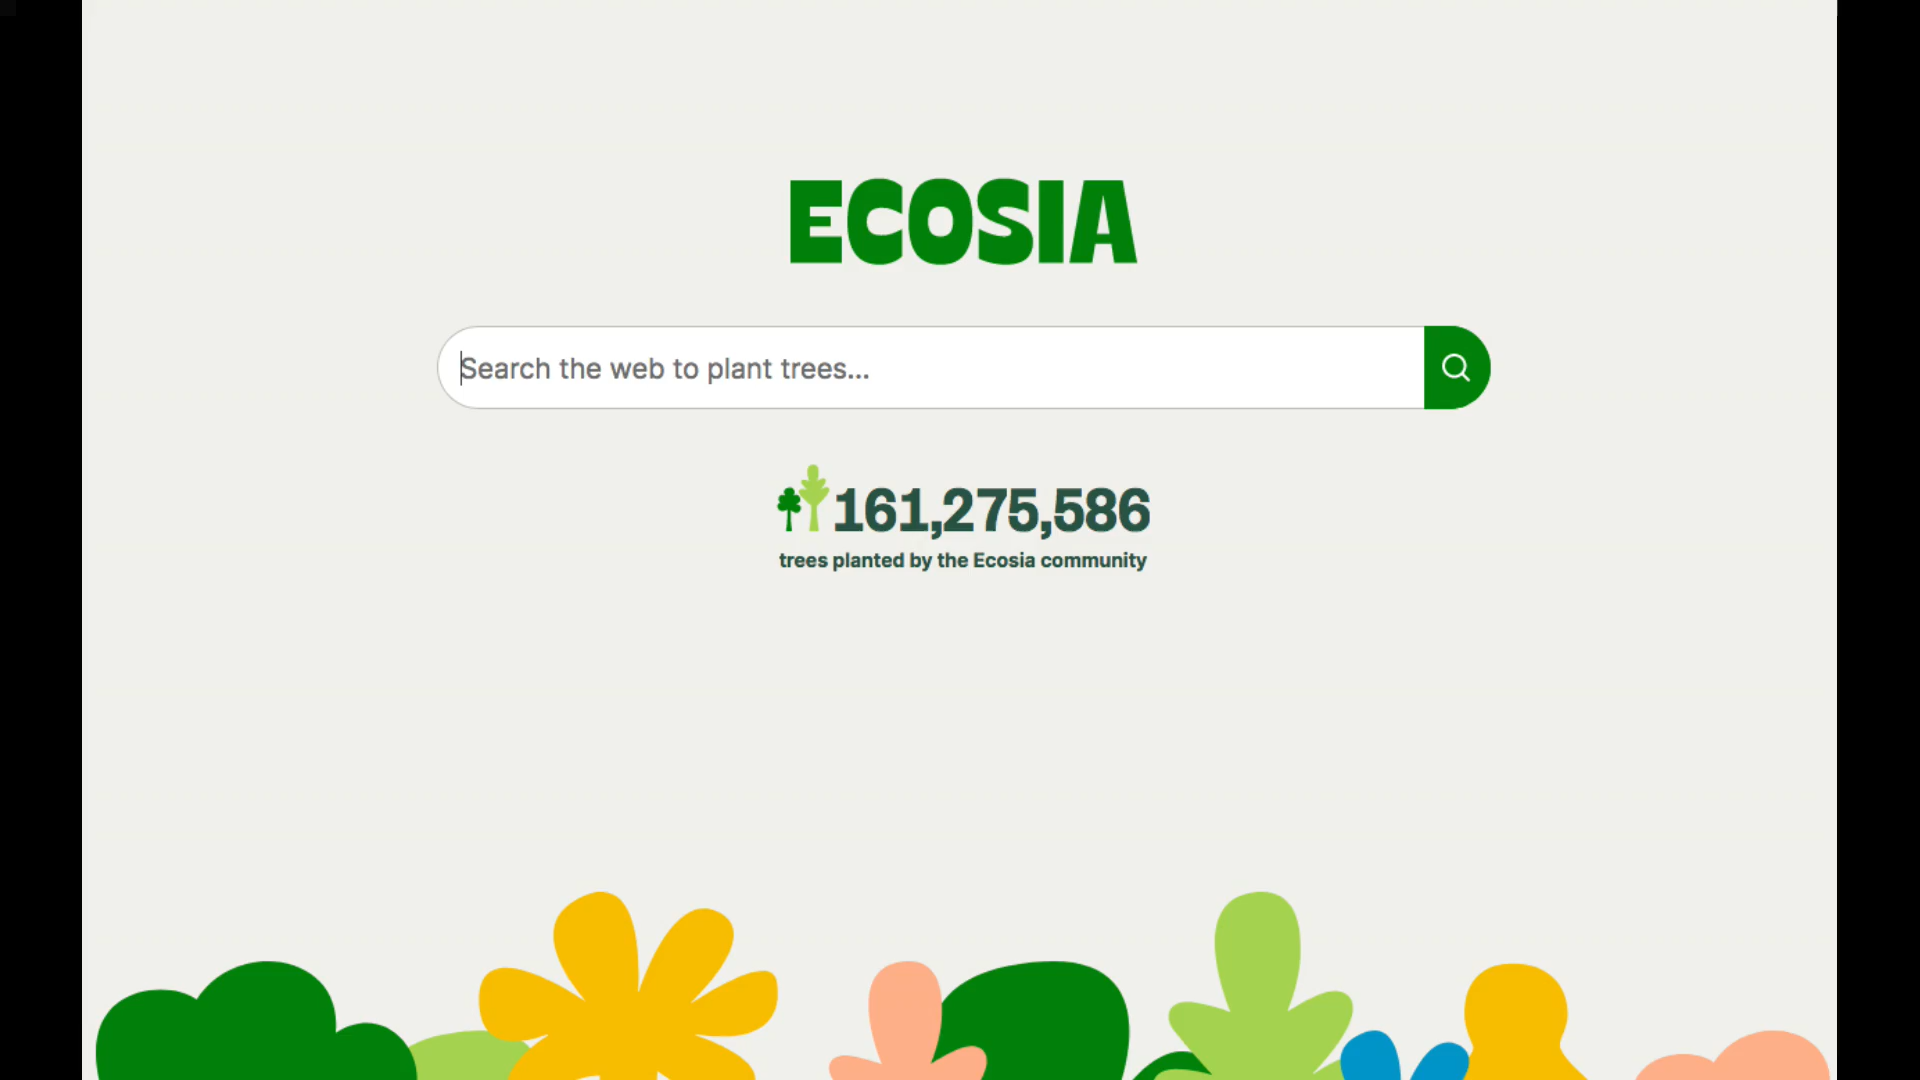 ECOSIA
Search the web to plant trees...
161,275,586
trees planted by the Ecosia community